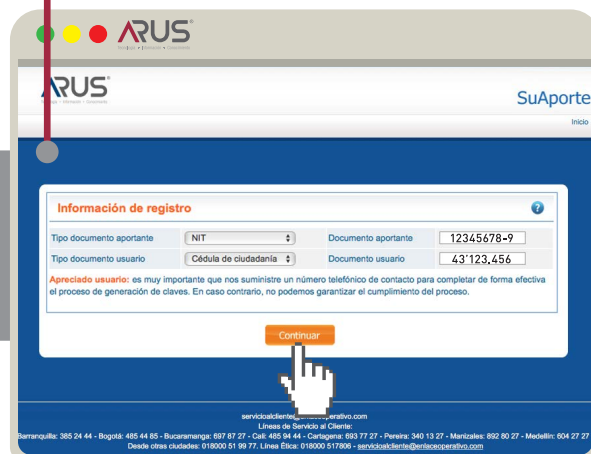 ARUS
ARUS
SuAporte
Inicio
Información de registro
?
Tipo documento aportante NIT Documento aportante 12345678-9
Tipo documento usuario Cédula de ciudadanía Documento usuario 43'123,456
Apreciado usuario: es muy importante que nos suministre un número telefónico de contacto para completar de forma efectiva
el proceso de generación de claves. En caso contrario, no podemos garantizar el cumplimiento del proceso.
Continuar
Líneas de Servicio al Cliente:
Barranquilla: 385 24 44 - Bogotá: 485 44 85 - Bucaramanga: 697 87 27 - Cali: 485 94 44 - Cartagena: 693 77 27 - Pereira: 340 13 27 - Manizales: 892 80 27 - Medellín: 604 27 27
Desde otras ciudades: 018000 51 99 77. Línea Ética: 018000 517806 - servicioalcliente@enlaceoperativo.com